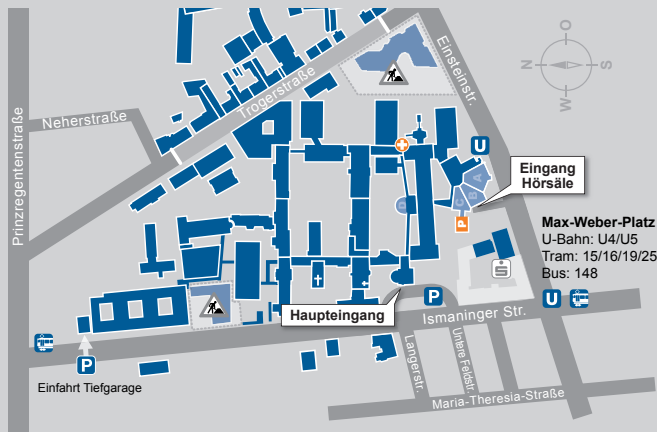 O
N
S
W
Einsteinstr.
Trogerstraße
Neherstraße
Prinzregentenstraße
U
Eingang
Hörsäle
A
B
C
D
P
Max-Weber-Platz
U-Bahn: U4/U5
Tram: 15/16/19/25
Bus: 148
S
Haupteingang
P
U
Ismaninger Str.
P
Einfahrt Tiefgarage
Langerstr.
Untere Feldstr.
Maria-Theresia-Straße